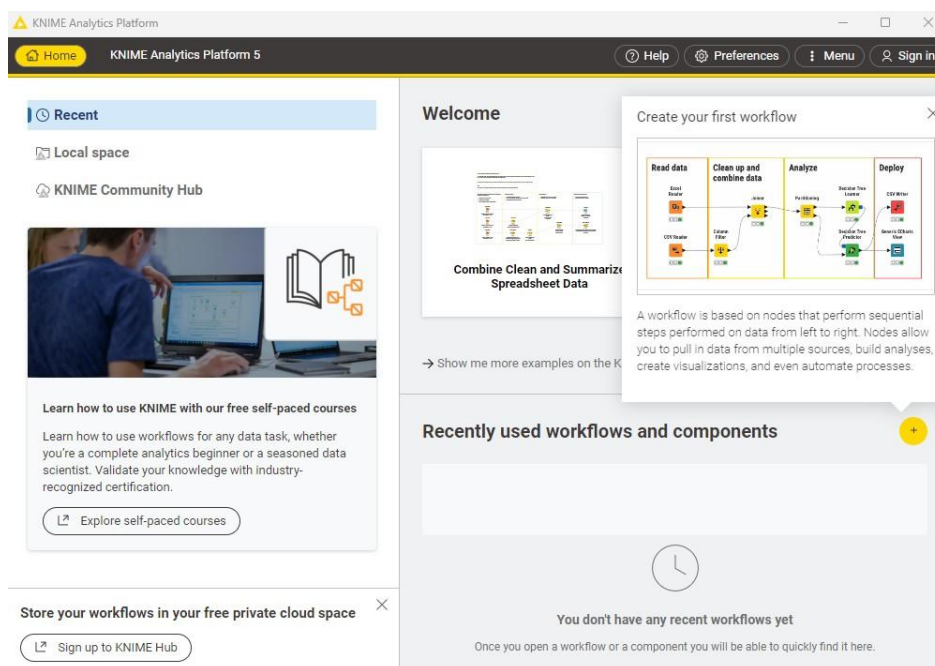 KNIME Analytics Platform
Home
KNIME Analytics Platform 5
Help
Preferences
Menu
Sign in
Recent
Local space
KNIME Community Hub
Learn how to use KNIME with our free self-paced courses
Learn how to use workflows for any data task, whether
you're a complete analytics beginner or a seasoned data
scientist. Validate your knowledge with industry-
recognized certification.
Explore self-paced courses
Store your workflows in your free private cloud space
Sign up to KNIME Hub
Welcome
Combine Clean and Summarize
Spreadsheet Data
Show me more examples on the K
Create your first workflow
Read data
Clean up and
combine data
Analyze
Deploy
Excel
Reader
Joiner
Partitioning
Decision Tree
Learner
CSV Writer
CSV Reader
Column
Filter
Decision Tree
Predictor
Generic ECharts
View
A workflow is based on nodes that perform sequential
steps performed on data from left to right. Nodes allow
you to pull in data from multiple sources, build analyses,
create visualizations, and even automate processes.
Recently used workflows and components
You don't have any recent workflows yet
Once you open a workflow or a component you will be able to quickly find it here.